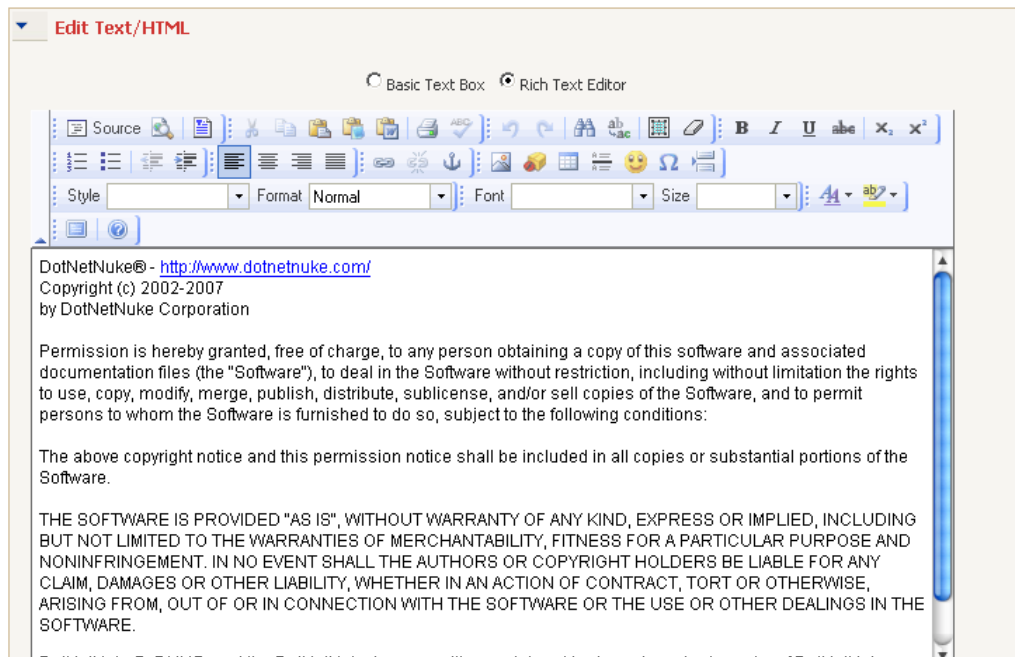 Edit Text/HTML
Basic Text Box Rich Text Editor
Source ABC ab ac B I U abc x₂ x²
Ω
Style Format Normal Font Size A ab
?
DotNetNuke® - http://www.dotnetnuke.com/
Copyright (c) 2002-2007
by DotNetNuke Corporation
Permission is hereby granted, free of charge, to any person obtaining a copy of this software and associated
documentation files (the "Software"), to deal in the Software without restriction, including without limitation the rights
to use, copy, modify, merge, publish, distribute, sublicense, and/or sell copies of the Software, and to permit
persons to whom the Software is furnished to do so, subject to the following conditions:
The above copyright notice and this permission notice shall be included in all copies or substantial portions of the
Software.
THE SOFTWARE IS PROVIDED "AS IS", WITHOUT WARRANTY OF ANY KIND, EXPRESS OR IMPLIED, INCLUDING
BUT NOT LIMITED TO THE WARRANTIES OF MERCHANTABILITY, FITNESS FOR A PARTICULAR PURPOSE AND
NONINFRINGEMENT. IN NO EVENT SHALL THE AUTHORS OR COPYRIGHT HOLDERS BE LIABLE FOR ANY
CLAIM, DAMAGES OR OTHER LIABILITY, WHETHER IN AN ACTION OF CONTRACT, TORT OR OTHERWISE,
ARISING FROM, OUT OF OR IN CONNECTION WITH THE SOFTWARE OR THE USE OR OTHER DEALINGS IN THE
SOFTWARE.